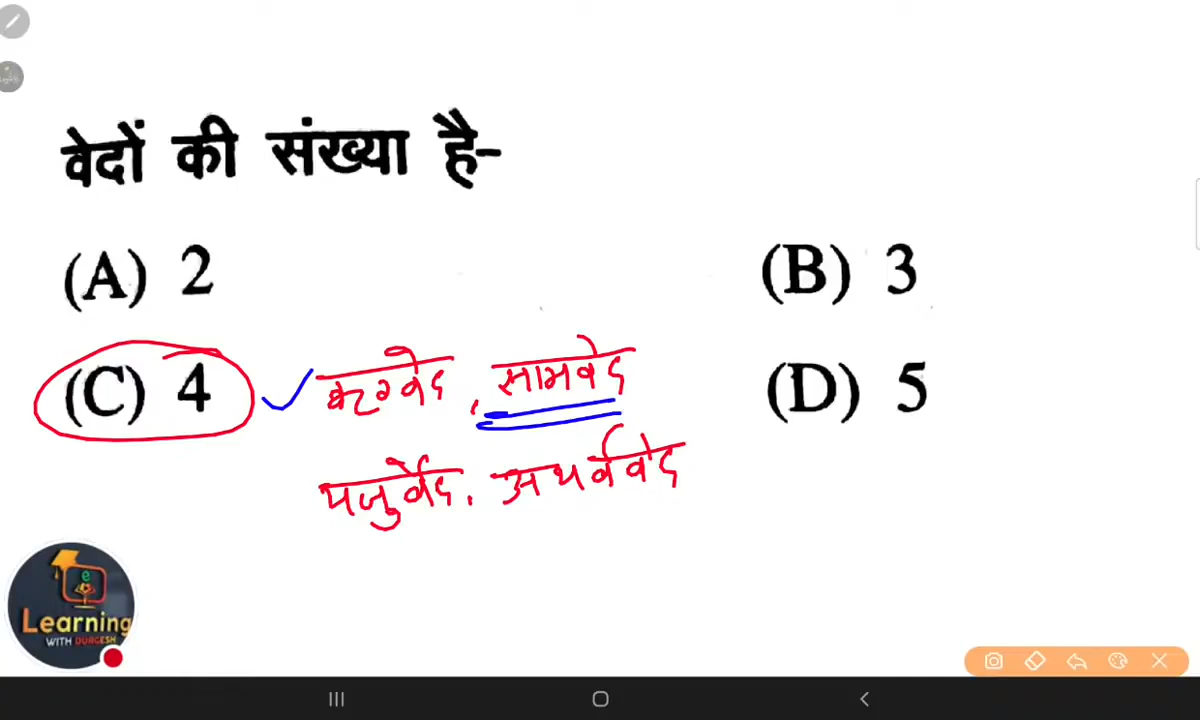 वेदों की संख्या है-
(A) 2
(B) 3
(C) 4
ऋग्वेद, सामवेद
(D) 5
यजुर्वेद, अथर्ववेद
e
Learning
WITH DURGESH